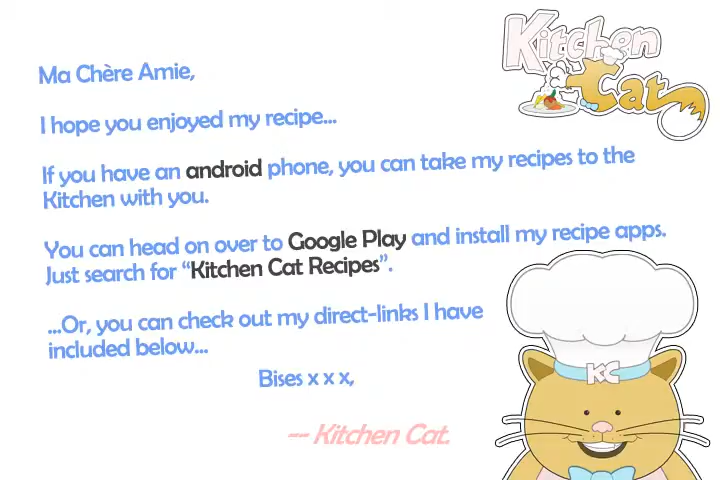 Kitchen
Cat
Ma Chère Amie,
I hope you enjoyed my recipe...
If you have an android phone, you can take my recipes to the
Kitchen with you.
You can head on over to Google Play and install my recipe apps.
Just search for “Kitchen Cat Recipes”.
...Or, you can check out my direct-links I have
included below...
Bises x x x,
-- Kitchen Cat.
KC